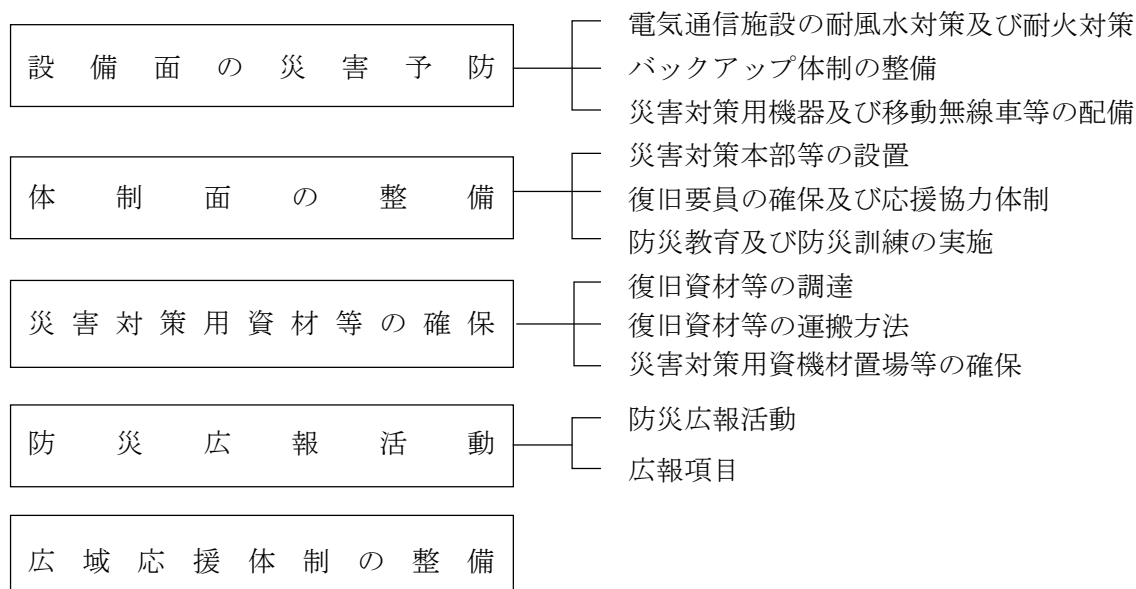 設備面の災害予防
電気通信施設の耐風水対策及び耐火対策
バックアップ体制の整備
災害対策用機器及び移動無線車等の配備
体制面の整備
災害対策本部等の設置
復旧要員の確保及び応援協力体制
防災教育及び防災訓練の実施
災害対策用資材等の確保
復旧資材等の調達
復旧資材等の運搬方法
災害対策用資機材置場等の確保
防災広報活動
防災広報活動
広報項目
広域応援体制の整備